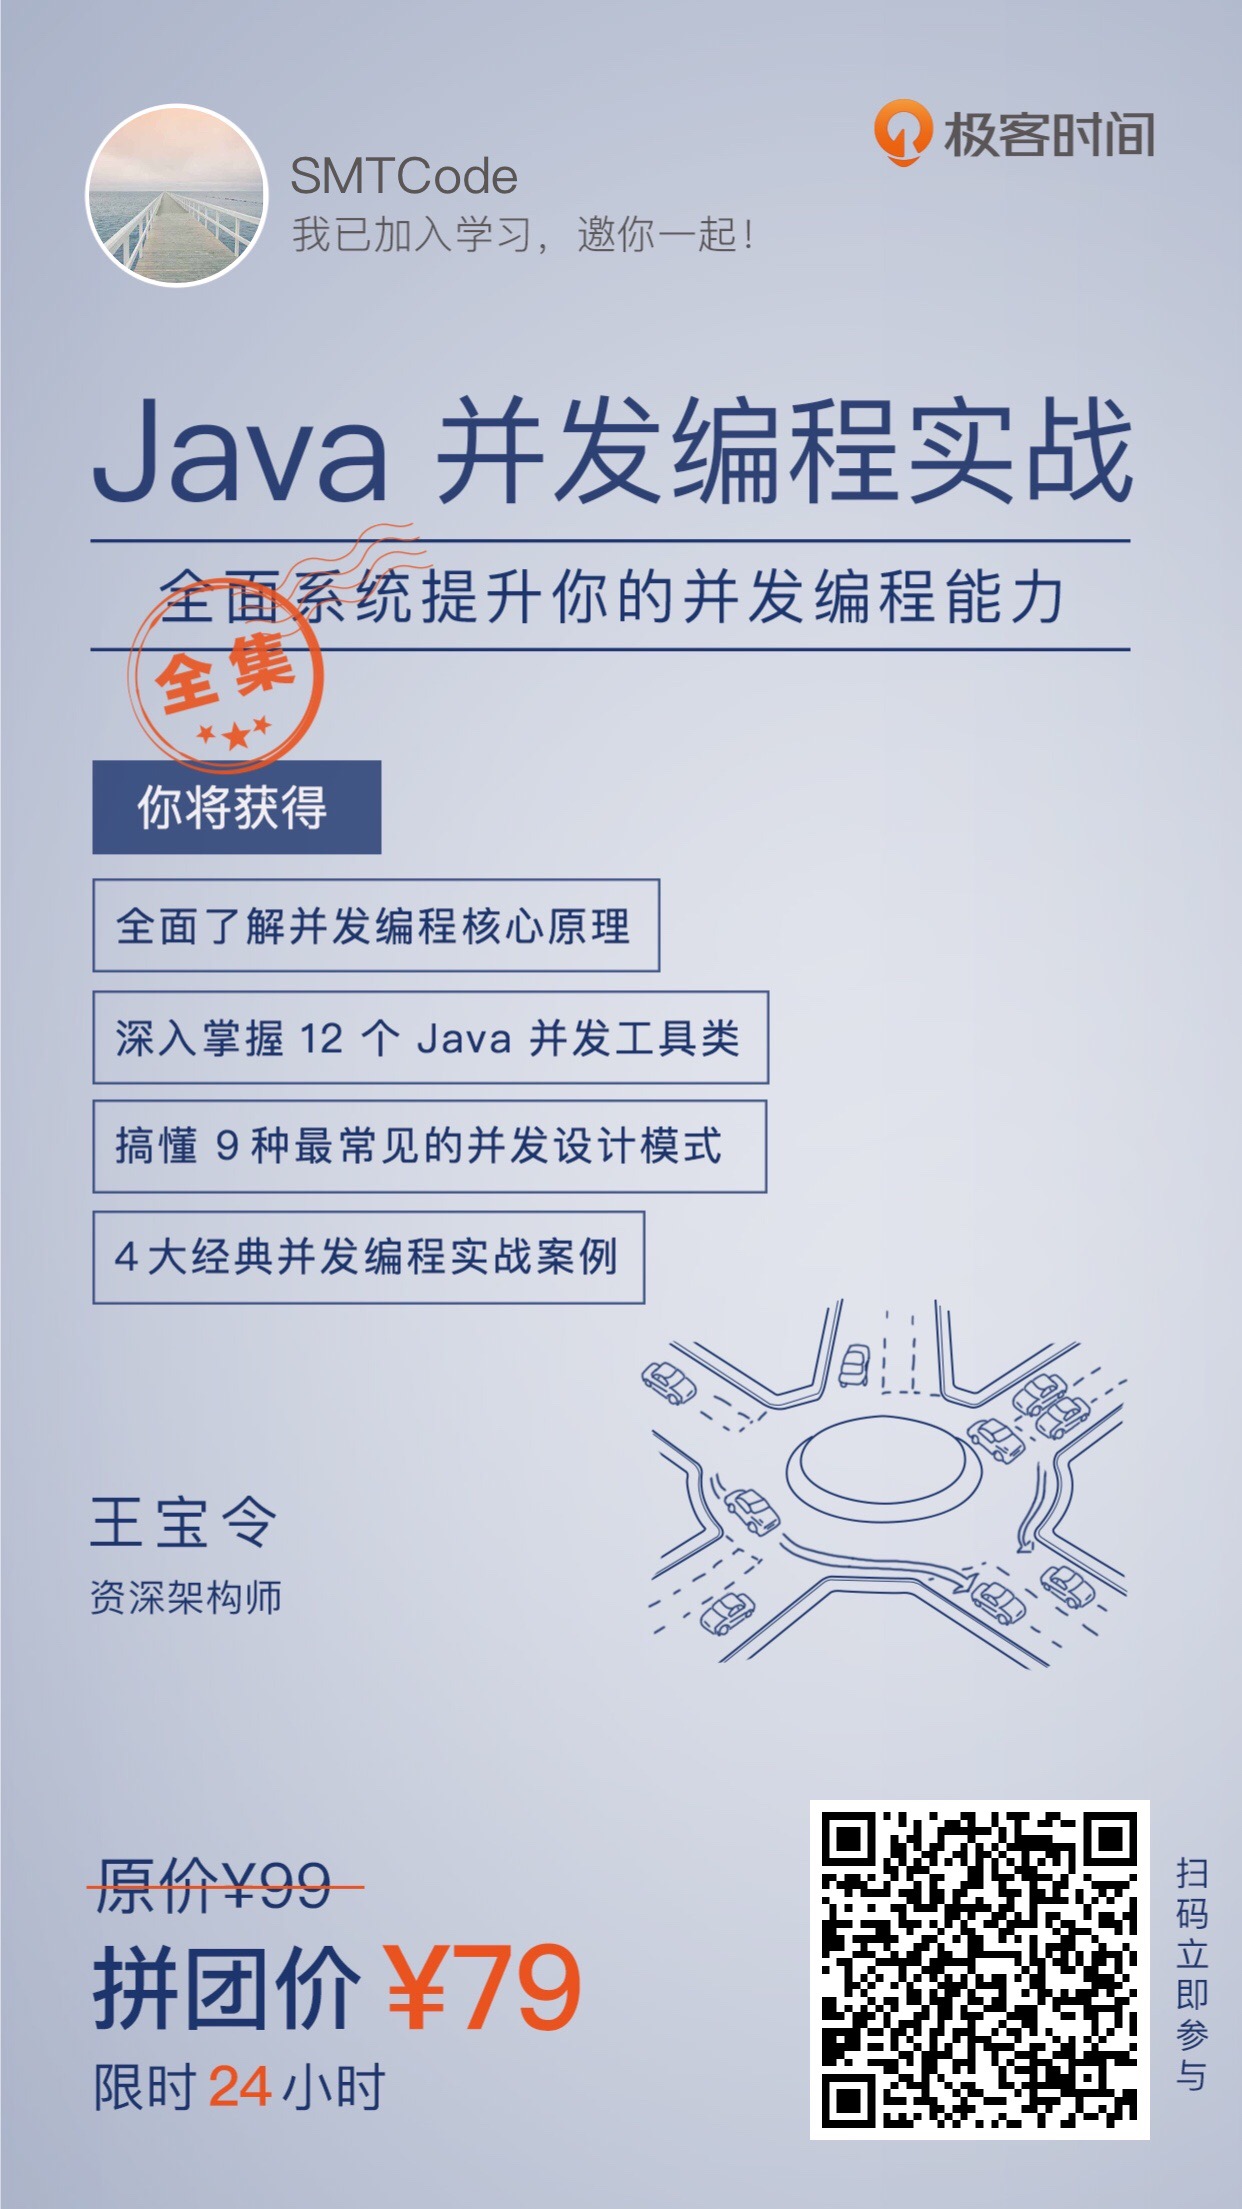 极客时间
SMTCode
我已加入学习，邀你一起！
Java 并发编程实战
全面系统提升你的并发编程能力
全集
你将获得
全面了解并发编程核心原理
深入掌握 12 个 Java 并发工具类
搞懂 9 种最常见的并发设计模式
4 大经典并发编程实战案例
王宝令
资深架构师
原价¥99
拼团价 ¥79
限时 24 小时
扫码立即参与